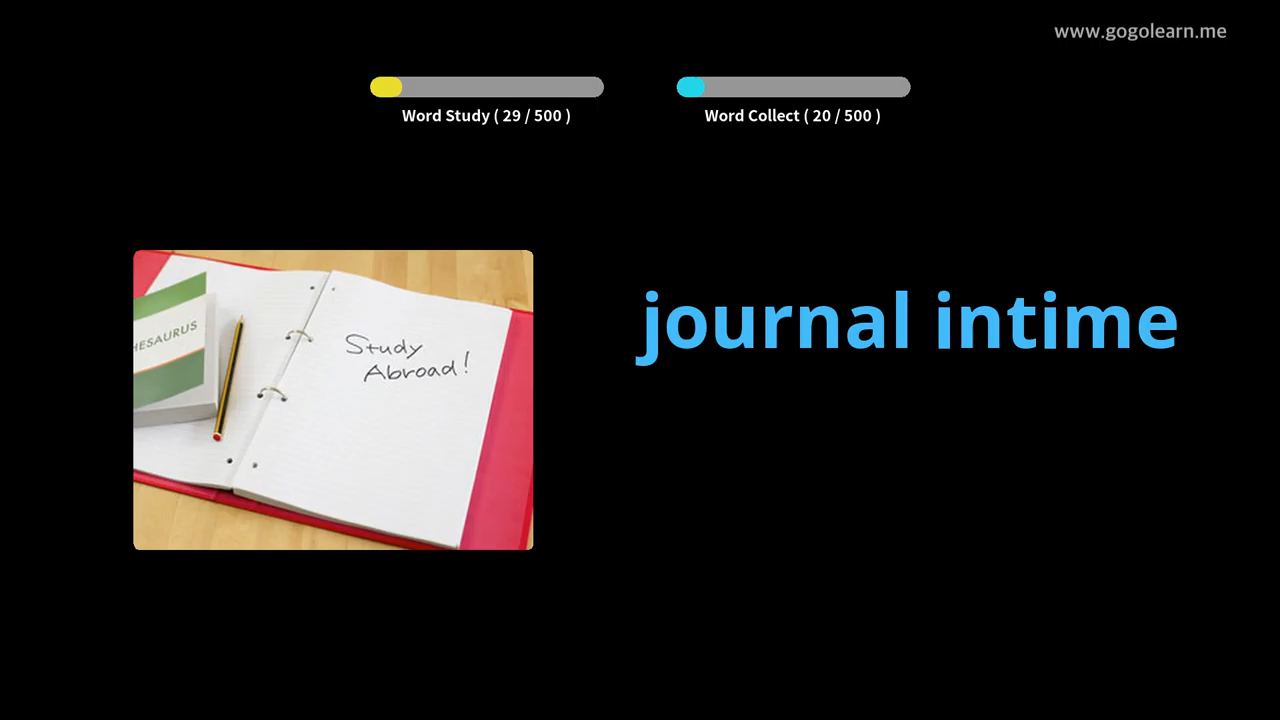 www.gogolearn.me
Word Study ( 29 / 500 )
Word Collect ( 20 / 500 )
HESAURUS
Study
Abroad!
journal intime